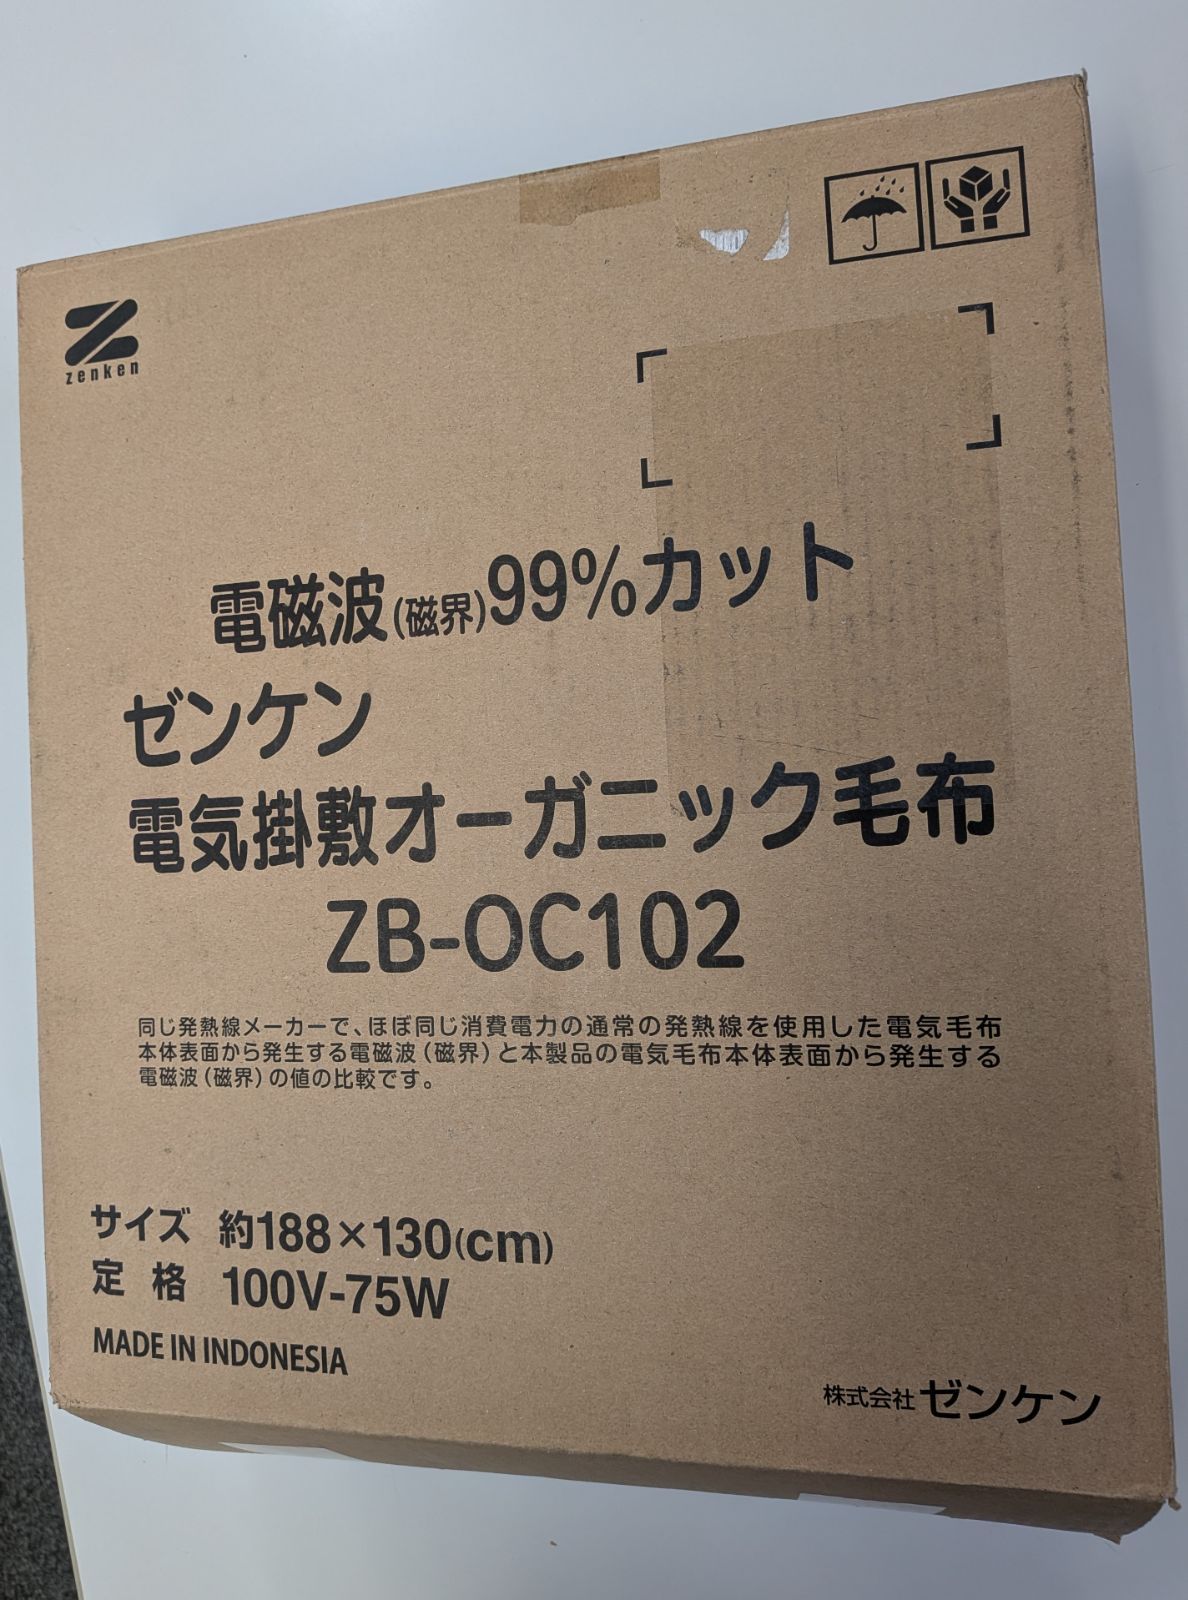 zenken
電磁波(磁界)99%カット
ゼンケン
電気掛敷オーガニック毛布
ZB-OC102
同じ発熱線メーカーで、ほぼ同じ消費電力の通常の発熱線を使用した電気毛布
本体表面から発生する電磁波(磁界)と本製品の電気毛布本体表面から発生する
電磁波(磁界)の値の比較です。
サイズ 約188×130(cm)
定格 100V-75W
MADE IN INDONESIA
株式会社ゼンケン